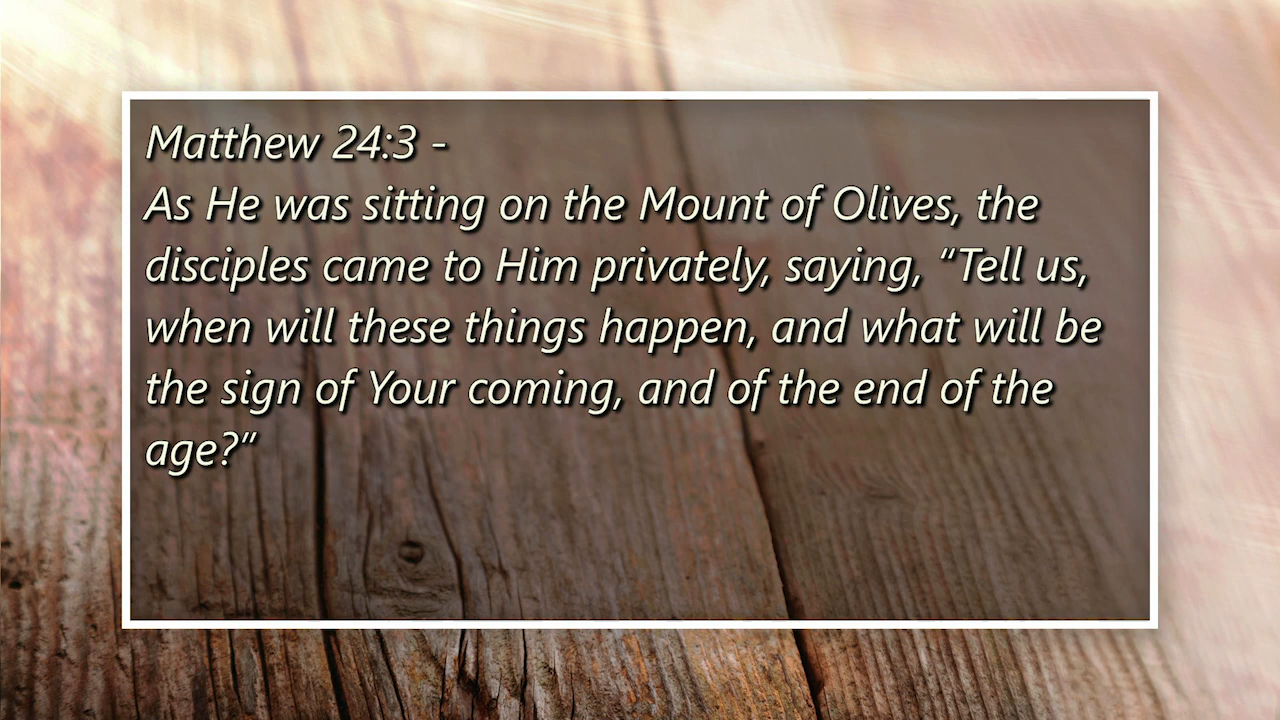 Matthew 24:3 -
As He was sitting on the Mount of Olives, the
disciples came to Him privately, saying, “Tell us,
when will these things happen, and what will be
the sign of Your coming, and of the end of the
age?”